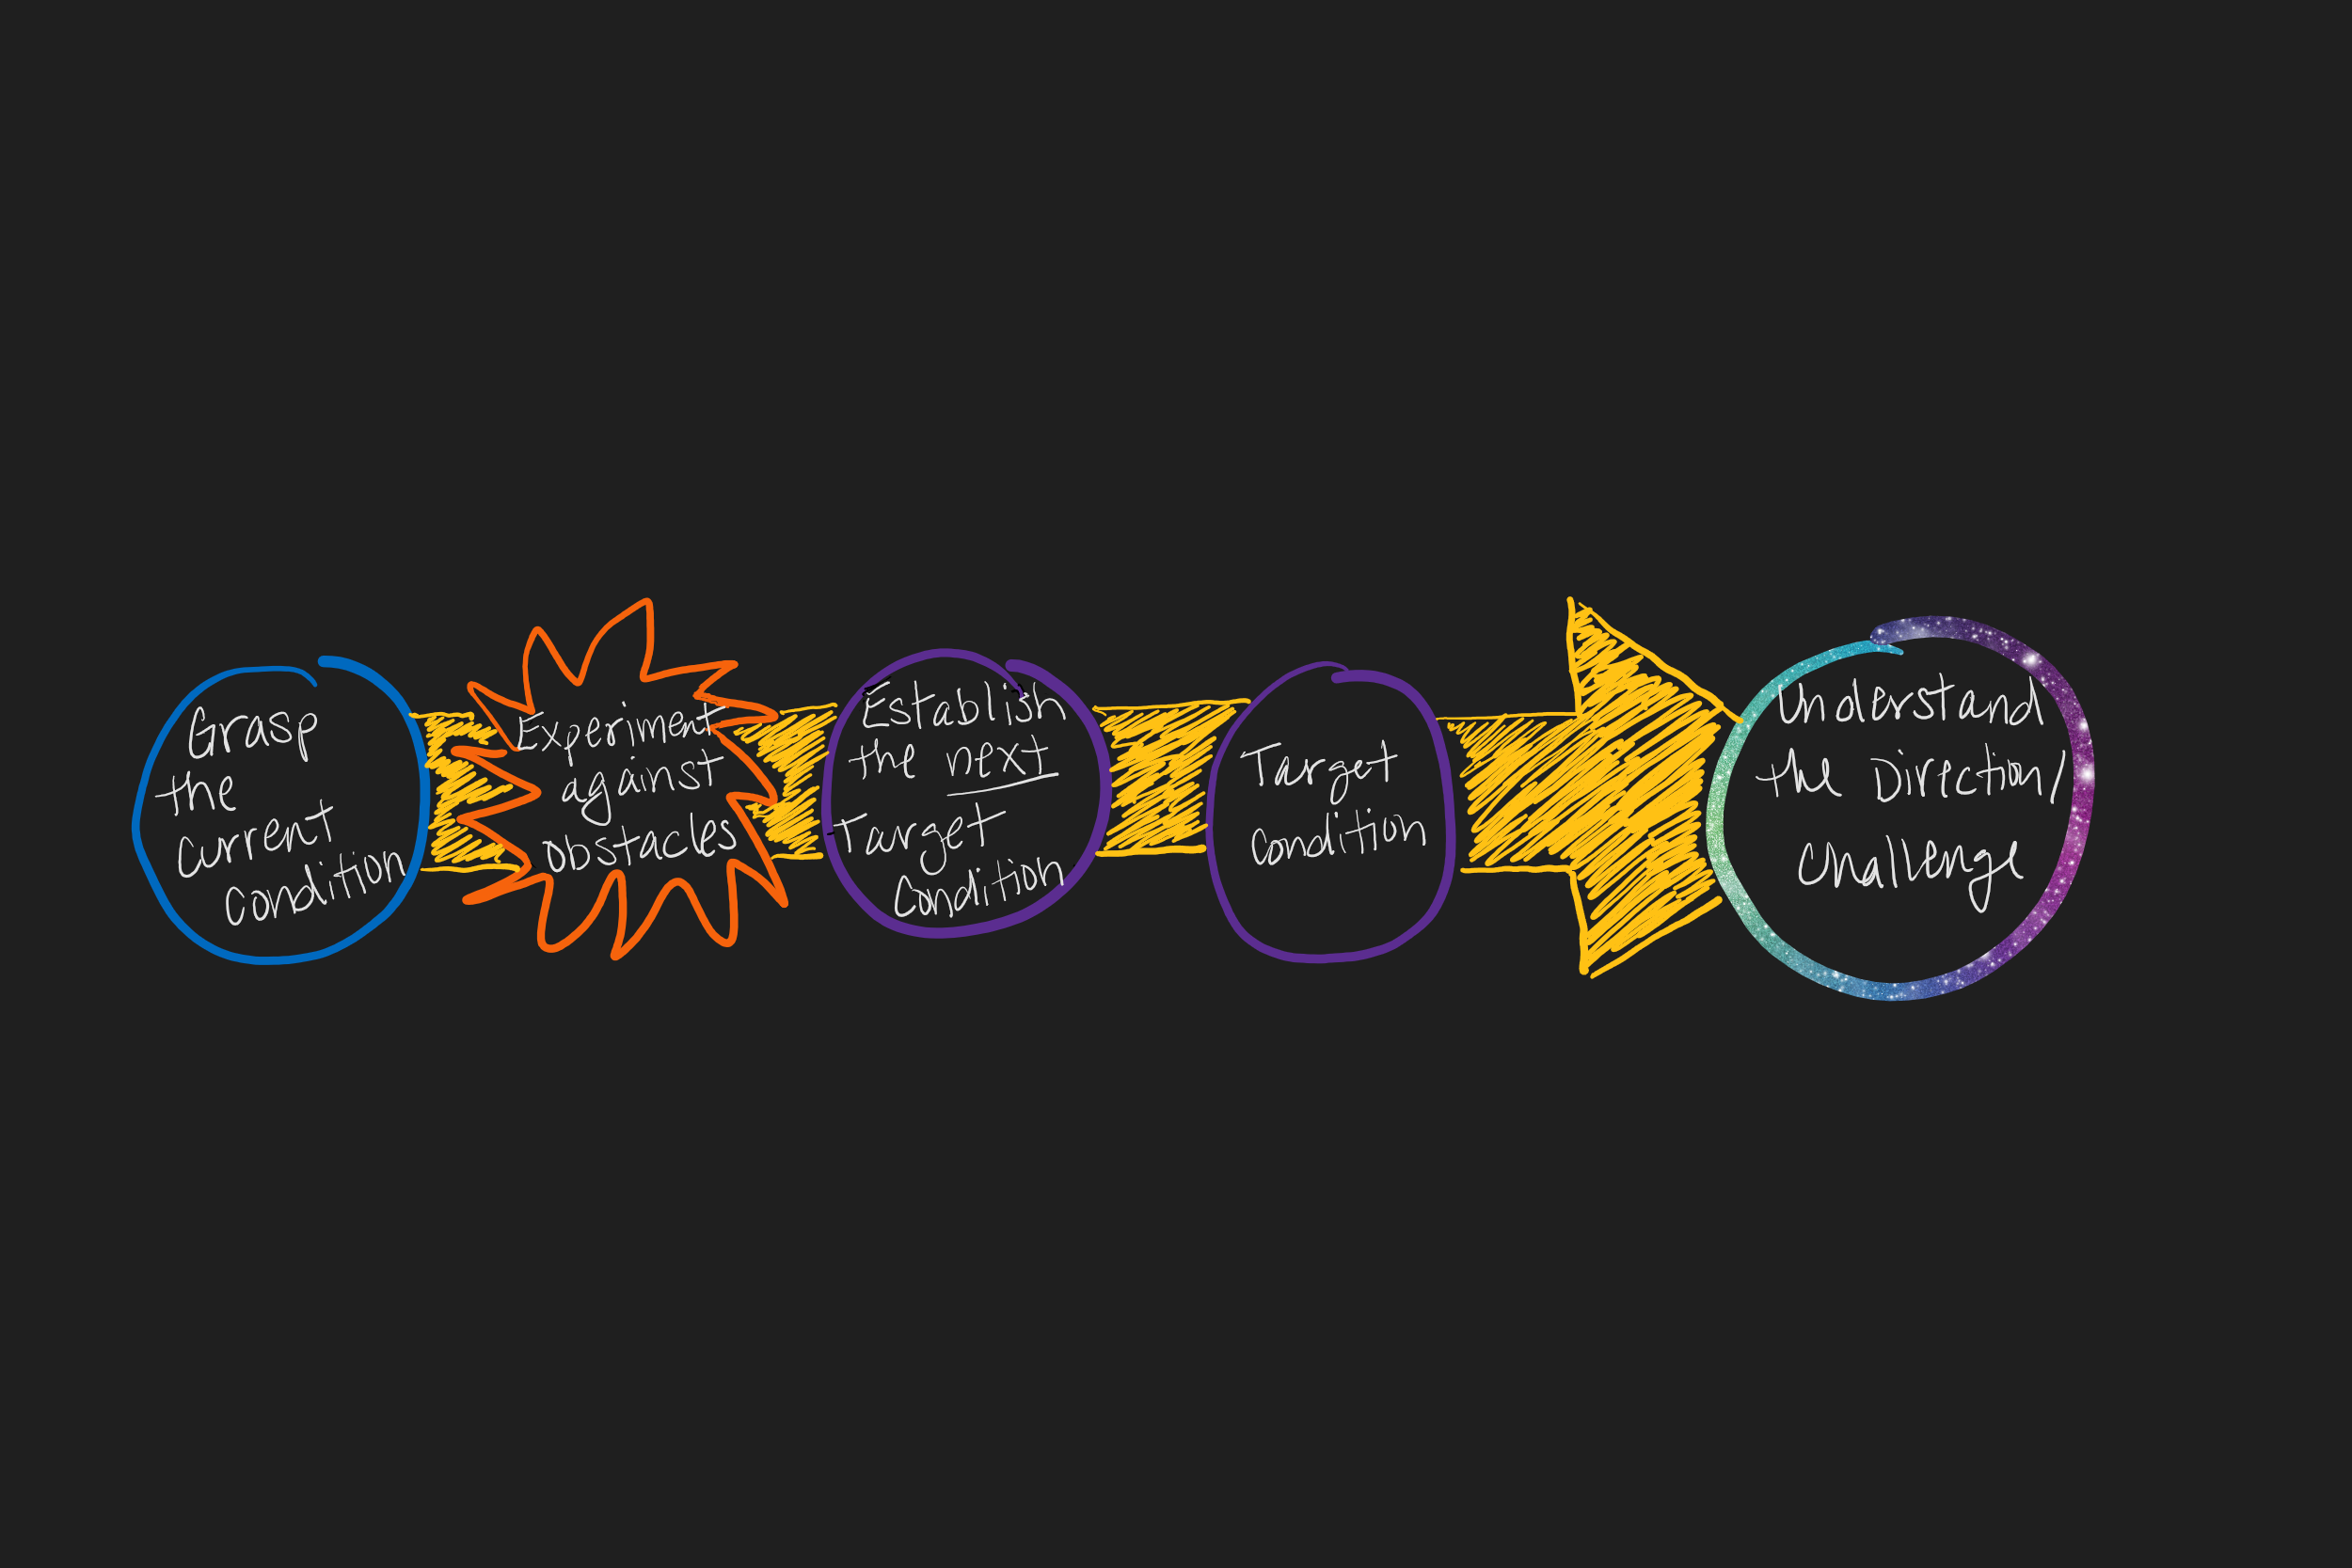 Grasp
the
current
condition
Experiment
against
obstacles
Establish
the next
Target
Condition
Target
Condition
Understand
the Direction/
Challenge